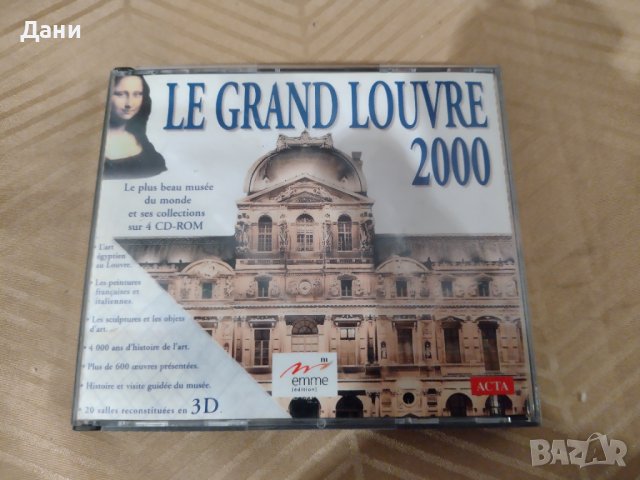 Дани
LE GRAND LOUVRE
2000
Le plus beau musée
du monde
et ses collections
sur 4 CD-ROM
• L'art
égyptien
au Louvre.
• Les peintures
françaises et
italiennes.
• Les sculptures et les objets
d'art.
• 4 000 ans d'histoire de l'art.
• Plus de 600 œuvres présentées.
• Histoire et visite guidée du musée.
• 20 salles reconstituées en 3D.
m
emme
(édition)
ACTA
BAZAR